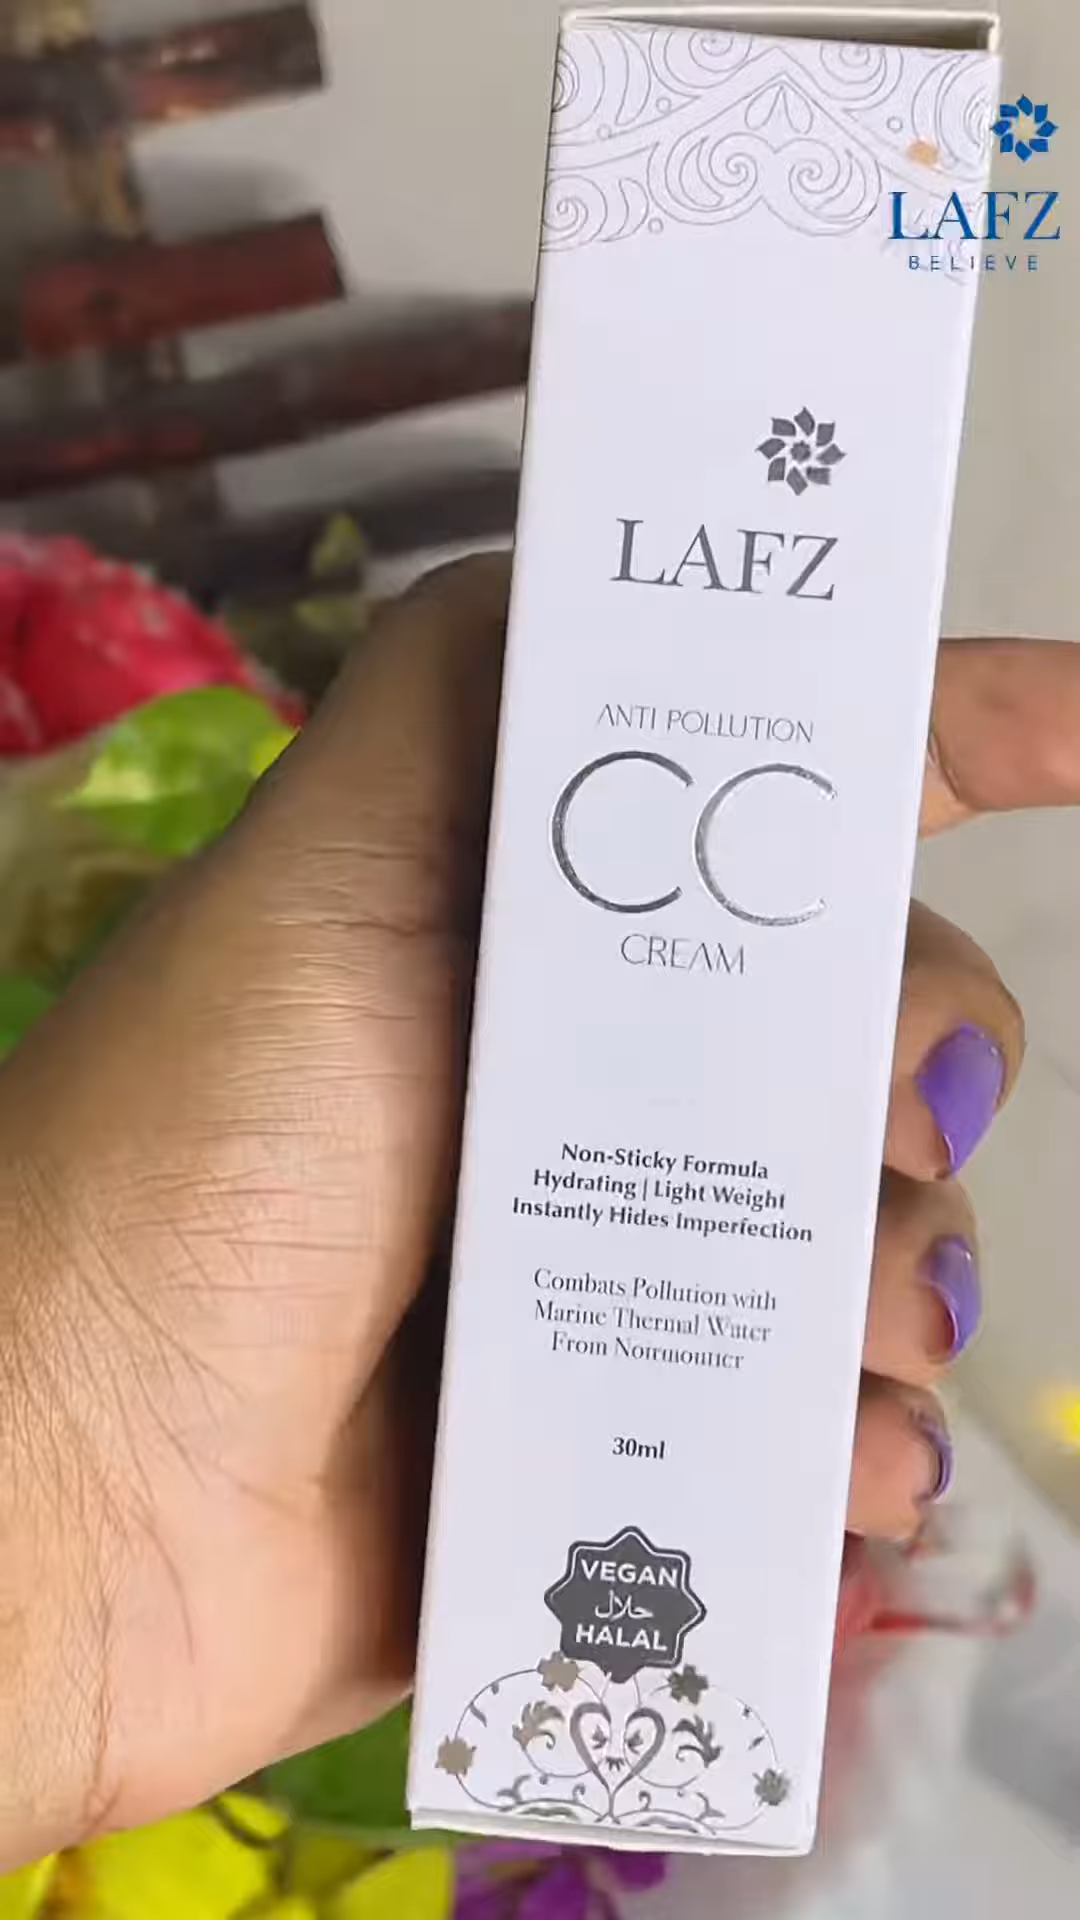 LAFZ
BELIEVE
LAFZ
ANTI POLLUTION
CC
CREAM
Non-Sticky Formula
Hydrating | Light Weight
Instantly Hides Imperfection
Combats Pollution with
Marine Thermal Water
From Noirmoutier
30ml
VEGAN
حلال
HALAL